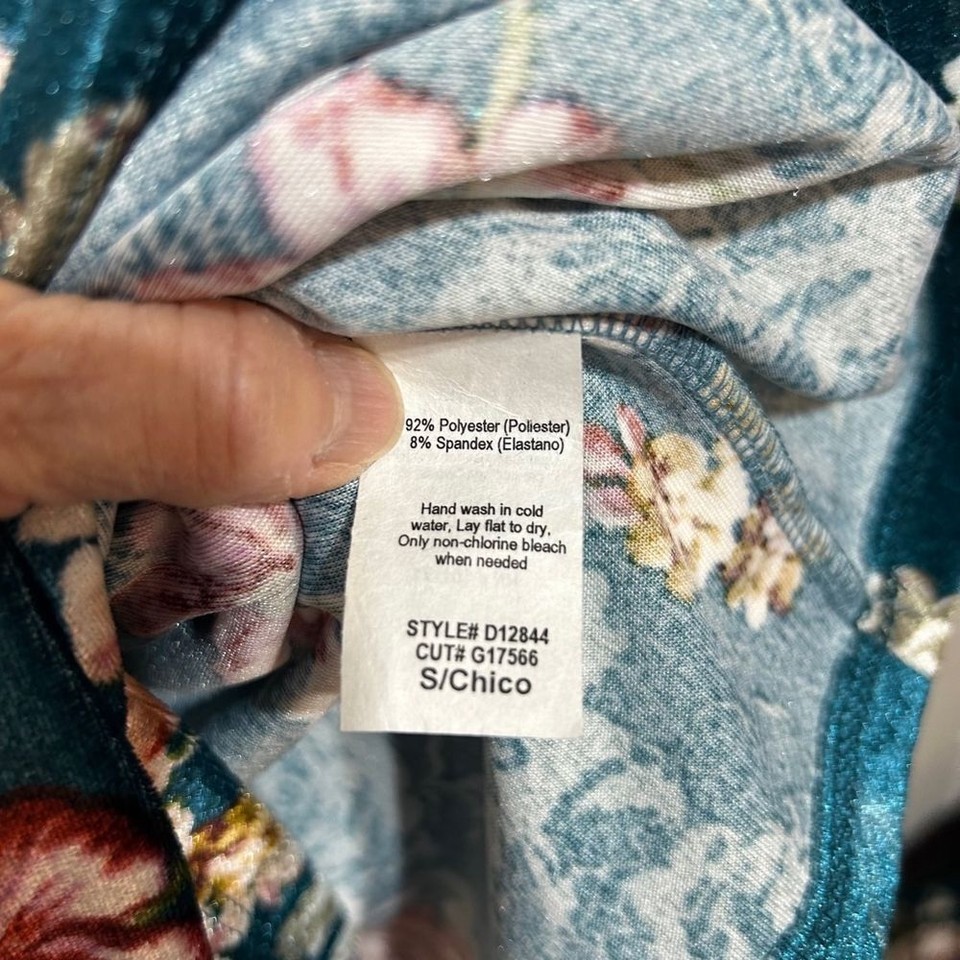 92% Polyester (Poliester)
8% Spandex (Elastano)
Hand wash in cold
water, Lay flat to dry,
Only non-chlorine bleach
when needed
STYLE# D12844
CUT# G17566
S/Chico